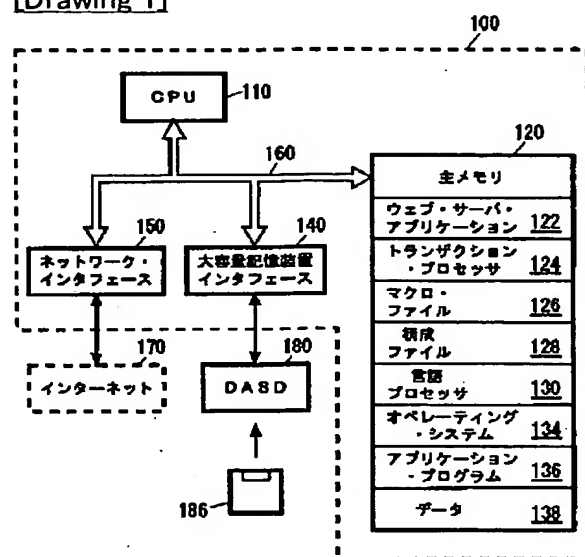 [Drawing 1]
100
CPU
110
120
160
主メモリ
ウェブ・サーバ・
アプリケーション 122
トランザクション
・プロセッサ 124
マクロ・
ファイル 126
構成
ファイル 128
言語
プロセッサ 130
オペレーティング
・システム 134
アプリケーション
・プログラム 136
データ 138
150
ネットワーク・
インタフェース
140
大容量記憶装置
インタフェース
170
インターネット
180
DASD
186